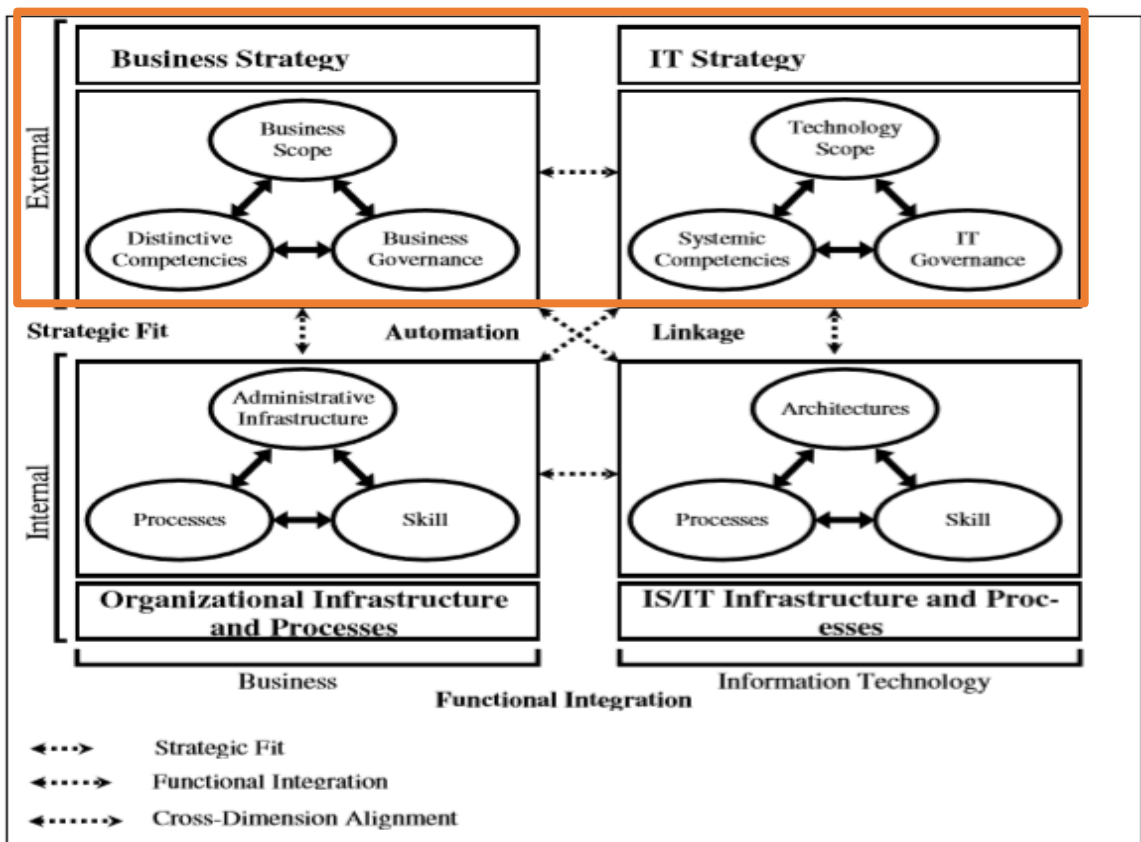 Business Strategy
IT Strategy
External
Business
Scope
Distinctive
Competencies
Business
Governance
Technology
Scope
Systemic
Competencies
IT
Governance
Strategic Fit
Automation
Linkage
Internal
Administrative
Infrastructure
Processes
Skill
Architectures
Processes
Skill
Organizational Infrastructure
and Processes
IS/IT Infrastructure and Proc-
esses
Business
Information Technology
Functional Integration
Strategic Fit
Functional Integration
Cross-Dimension Alignment